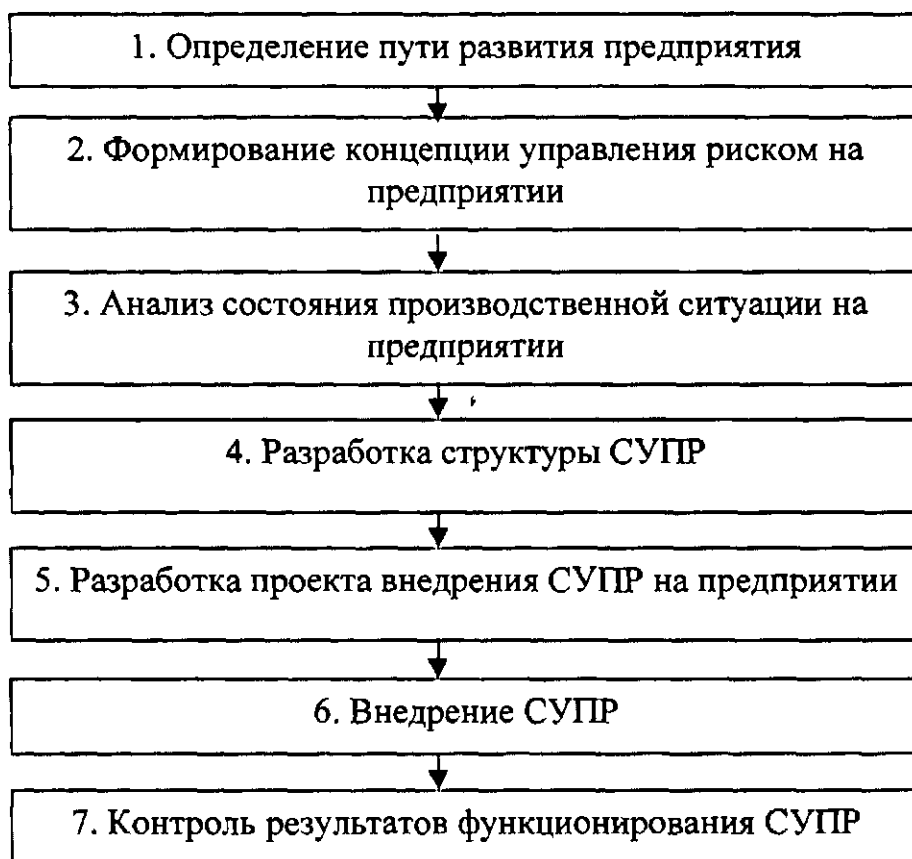 1. Определение пути развития предприятия
2. Формирование концепции управления риском на
предприятии
3. Анализ состояния производственной ситуации на
предприятии
4. Разработка структуры СУПР
5. Разработка проекта внедрения СУПР на предприятии
6. Внедрение СУПР
7. Контроль результатов функционирования СУПР